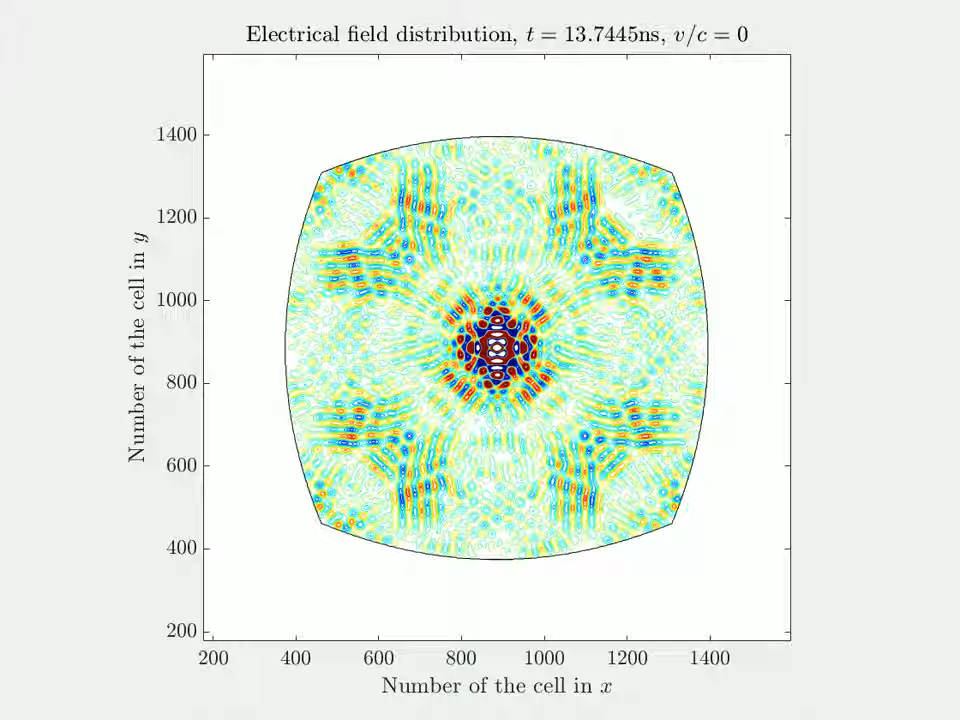 Electrical field distribution, t = 13.7445ns, v/c = 0
Number of the cell in y
1400
1200
1000
800
600
400
200
200 400 600 800 1000 1200 1400
Number of the cell in x